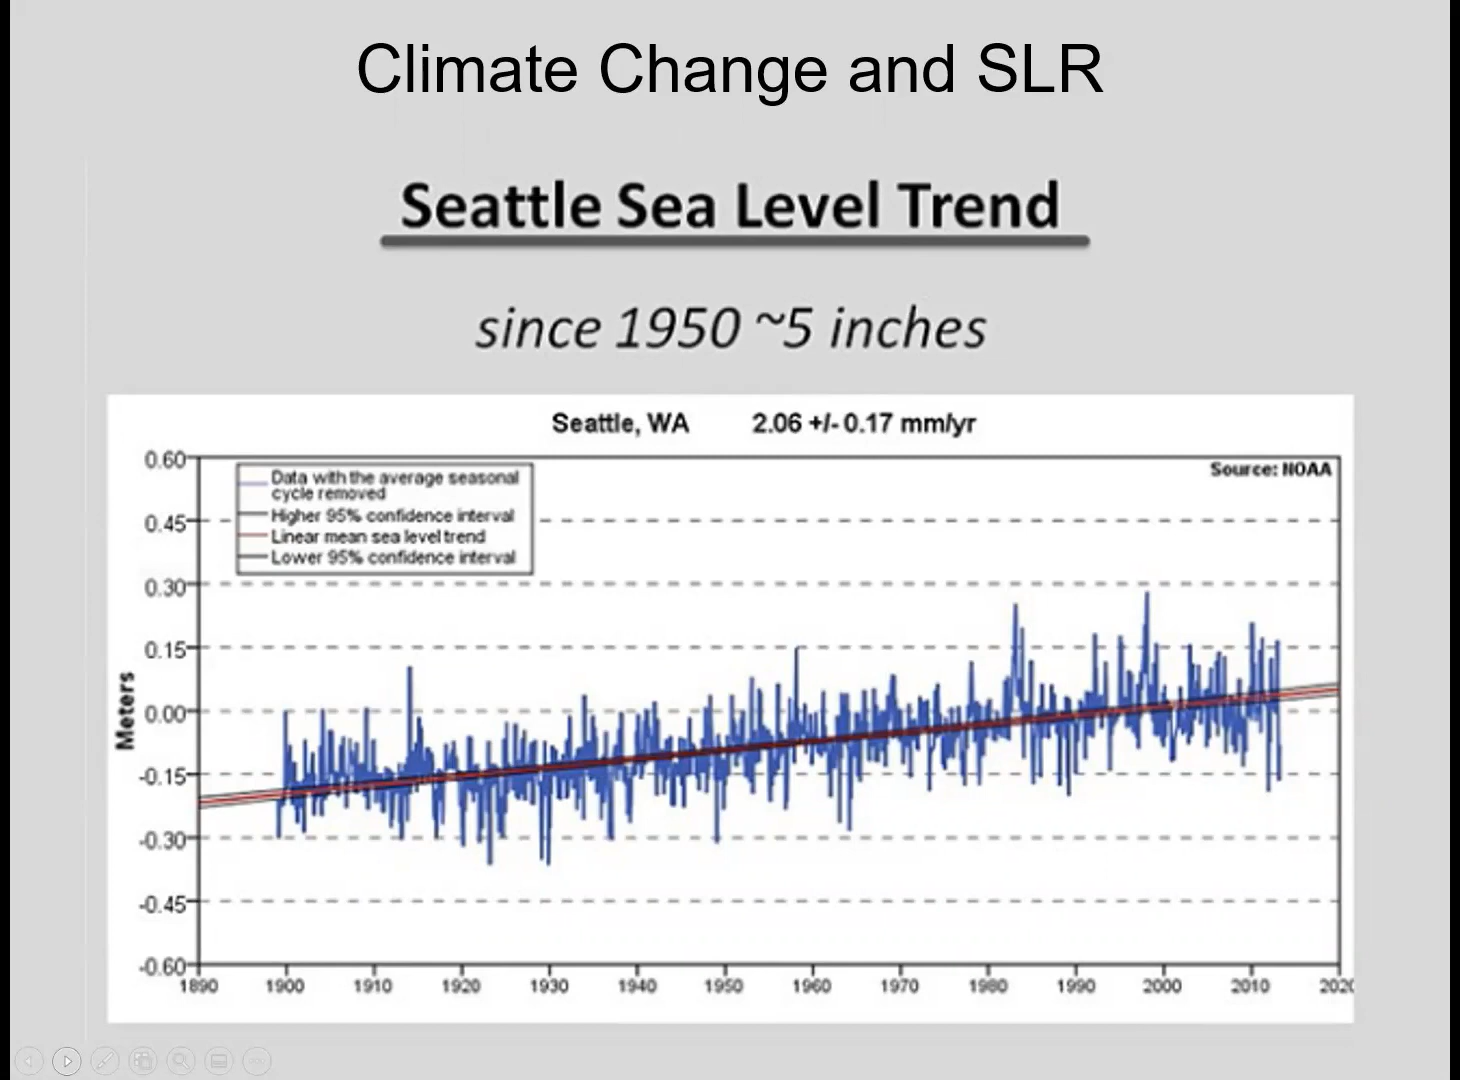 Climate Change and SLR
Seattle Sea Level Trend
since 1950 ~5 inches
Seattle, WA 2.06 +/- 0.17 mm/yr
Source: NOAA
Data with the average seasonal
cycle removed
Higher 95% confidence interval
Linear mean sea level trend
Lower 95% confidence interval
Meters
0.60
0.45
0.30
0.15
0.00
-0.15
-0.30
-0.45
-0.60
1890 1900 1910 1920 1930 1940 1950 1960 1970 1980 1990 2000 2010 2020